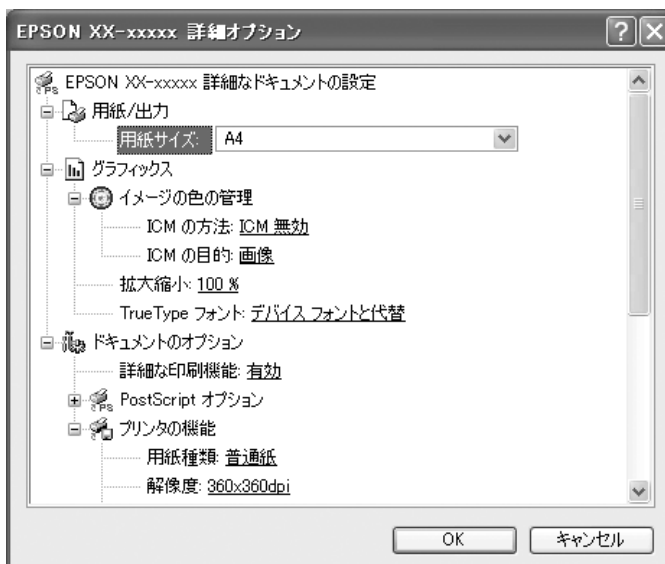 EPSON XX-xxxxx 詳細オプション
EPSON XX-xxxxx 詳細なドキュメントの設定
用紙/出力
用紙サイズ: A4
グラフィックス
イメージの色の管理
ICM の方法: ICM 無効
ICM の目的: 画像
拡大縮小: 100 %
TrueType フォント: デバイス フォントと代替
ドキュメントのオプション
詳細な印刷機能: 有効
PostScript オプション
プリンタの機能
用紙種類: 普通紙
解像度: 360x360dpi
OK キャンセル